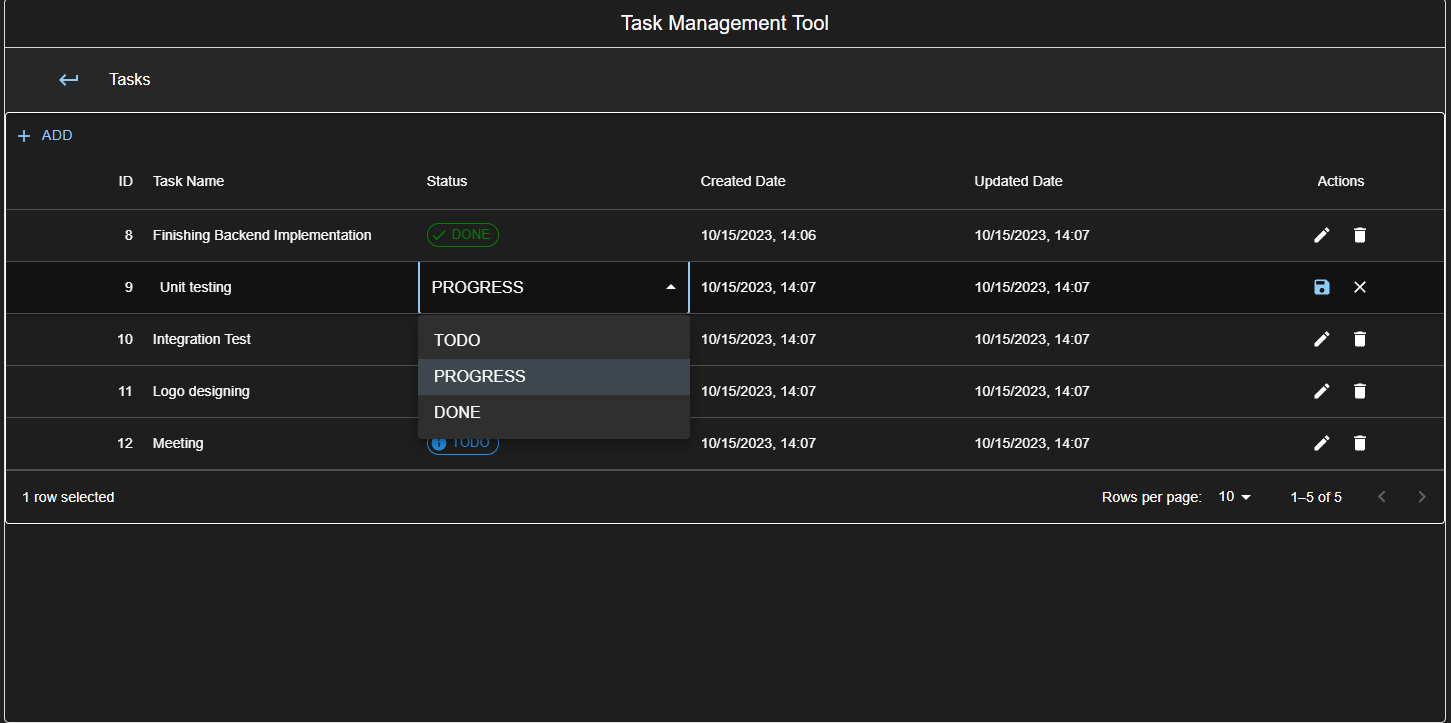 Task Management Tool
Tasks
ADD
ID Task Name Status Created Date Updated Date Actions
8 Finishing Backend Implementation DONE 10/15/2023, 14:06 10/15/2023, 14:07
9 Unit testing PROGRESS 10/15/2023, 14:07 10/15/2023, 14:07
10 Integration Test 10/15/2023, 14:07 10/15/2023, 14:07
TODO
PROGRESS
11 Logo designing 10/15/2023, 14:07 10/15/2023, 14:07
DONE
12 Meeting TODO 10/15/2023, 14:07 10/15/2023, 14:07
1 row selected Rows per page: 10 1–5 of 5